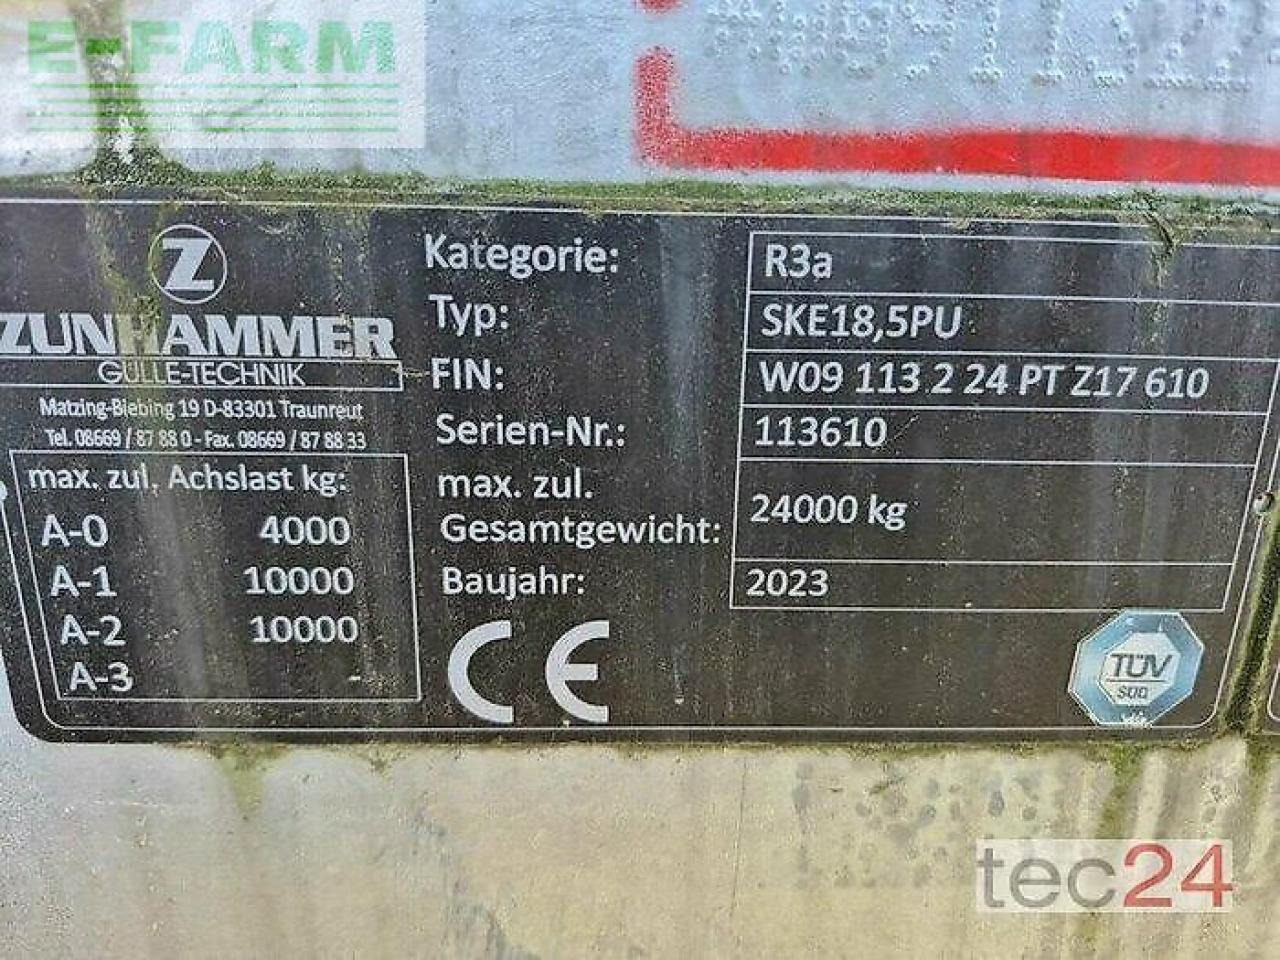 E-FARM
Z
ZUNHAMMER
GÜLLE-TECHNIK
Matzing-Biebing 19 D-83301 Traunreut
Tel. 08669 / 87 88 0 - Fax. 08669 / 87 88 33
max. zul. Achslast kg:
A-0 4000
A-1 10000
A-2 10000
A-3 -
Kategorie: R3a
Typ: SKE18,5PU
FIN: W09 113 2 24 PT Z17 610
Serien-Nr.: 113610
max. zul.
Gesamtgewicht: 24000 kg
Baujahr: 2023
CE
TÜV
SÜD
tec24